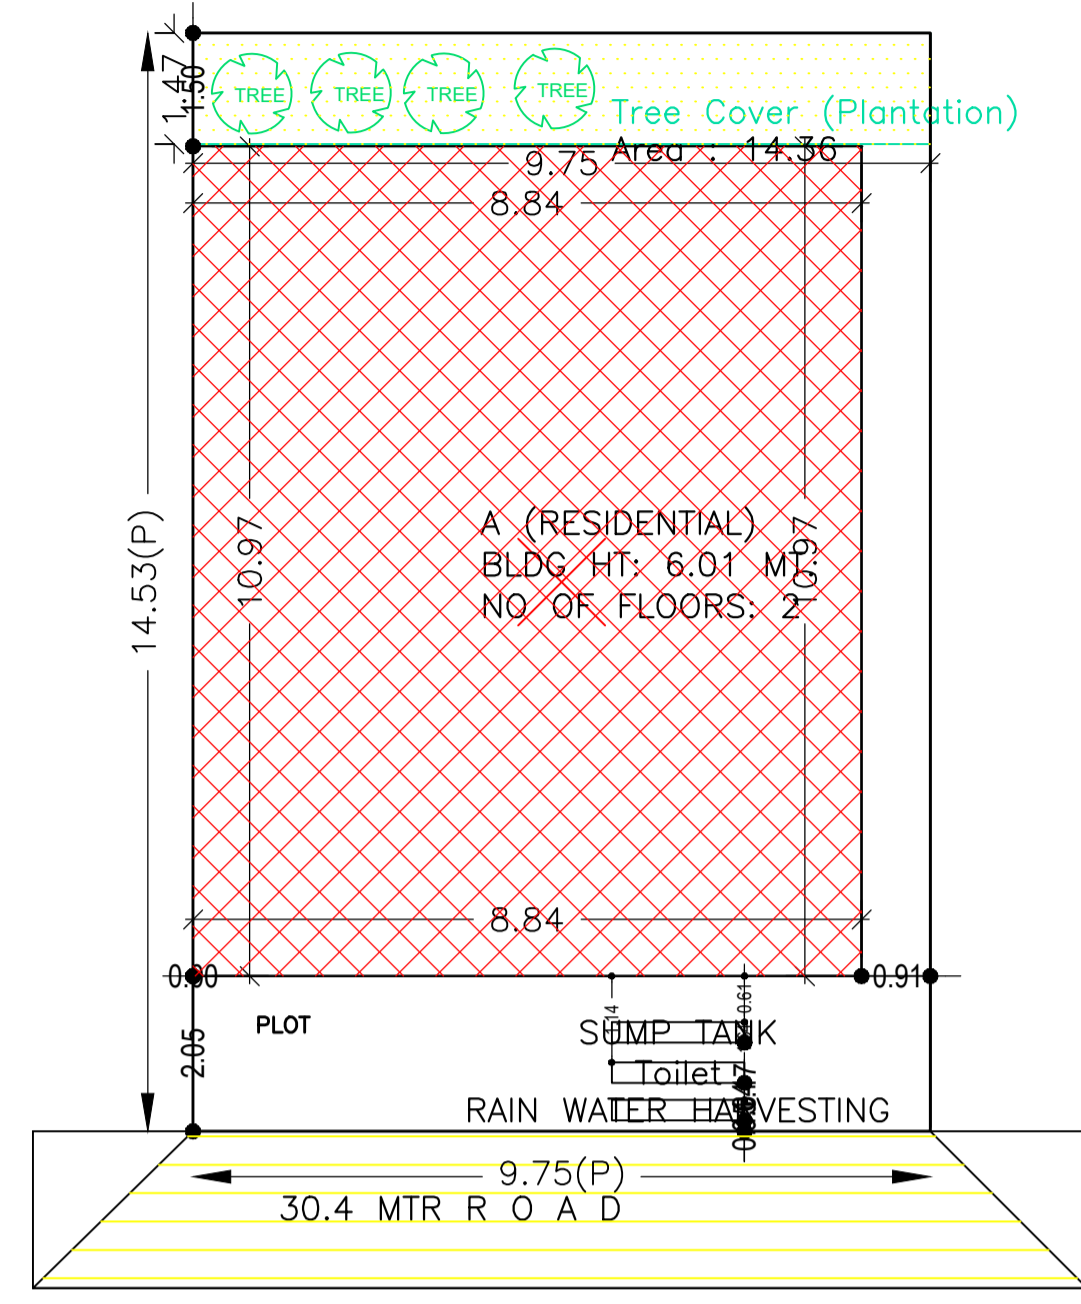 1.47
1.50
TREE
TREE
TREE
TREE
Tree Cover (Plantation)
Area : 14.36
9.75
8.84
14.53(P)
10.97
10.97
A (RESIDENTIAL)
BLDG HT: 6.01 MT.
NO OF FLOORS: 2
8.84
0.91
0.61
PLOT
2.05
SUMP TANK
Toilet
RAIN WATER HARVESTING
9.75(P)
30.4 MTR R O A D